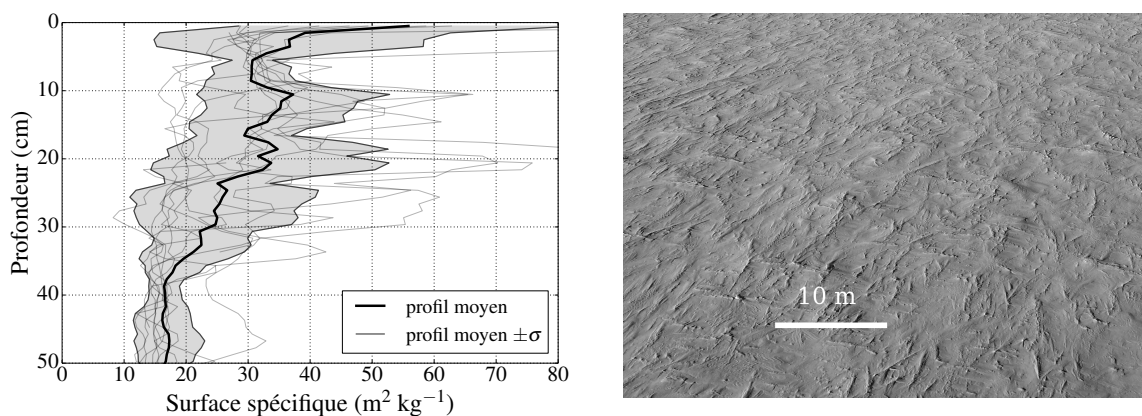 0
10
20
30
40
50
Profondeur (cm)
0 10 20 30 40 50 60 70 80
Surface spécifique (m² kg⁻¹)
profil moyen
profil moyen ±σ
10 m